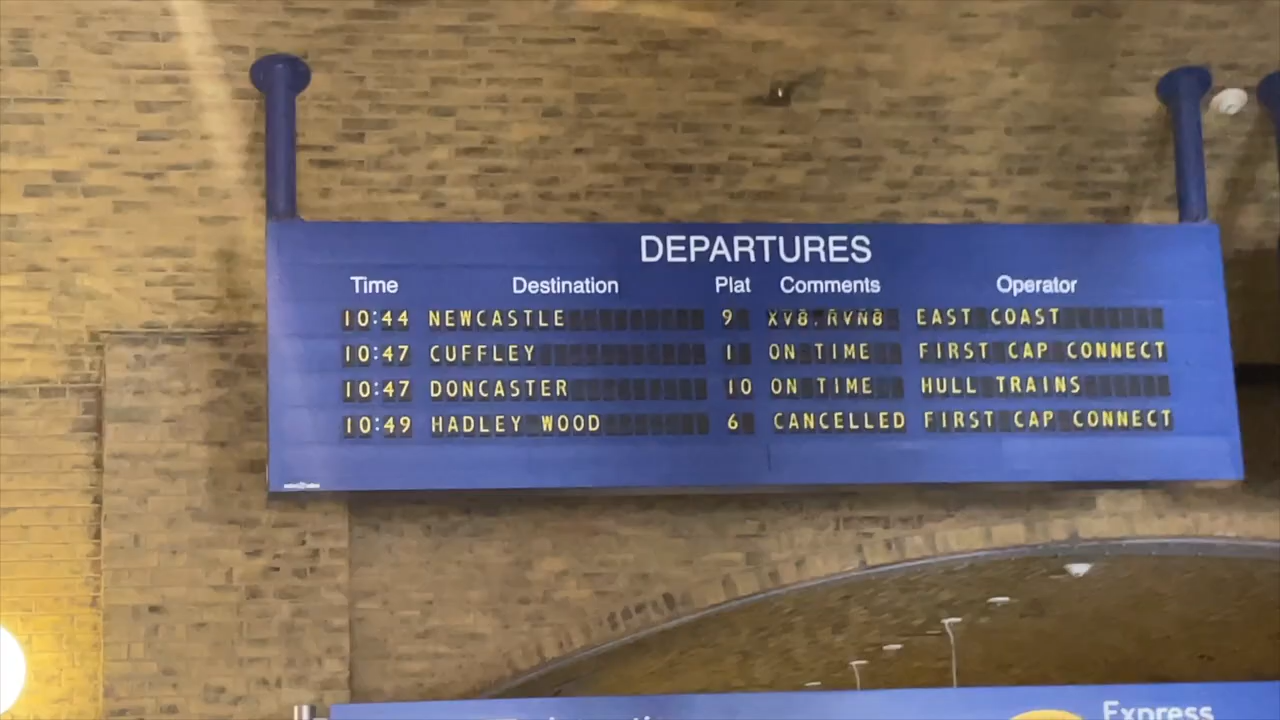 DEPARTURES
Time Destination Plat Comments Operator
10:44 NEWCASTLE 9 XV8.RVN8 EAST COAST
10:47 CUFFLEY 1 ON TIME FIRST CAP CONNECT
10:47 DONCASTER 10 ON TIME HULL TRAINS
10:49 HADLEY WOOD 6 CANCELLED FIRST CAP CONNECT
Express